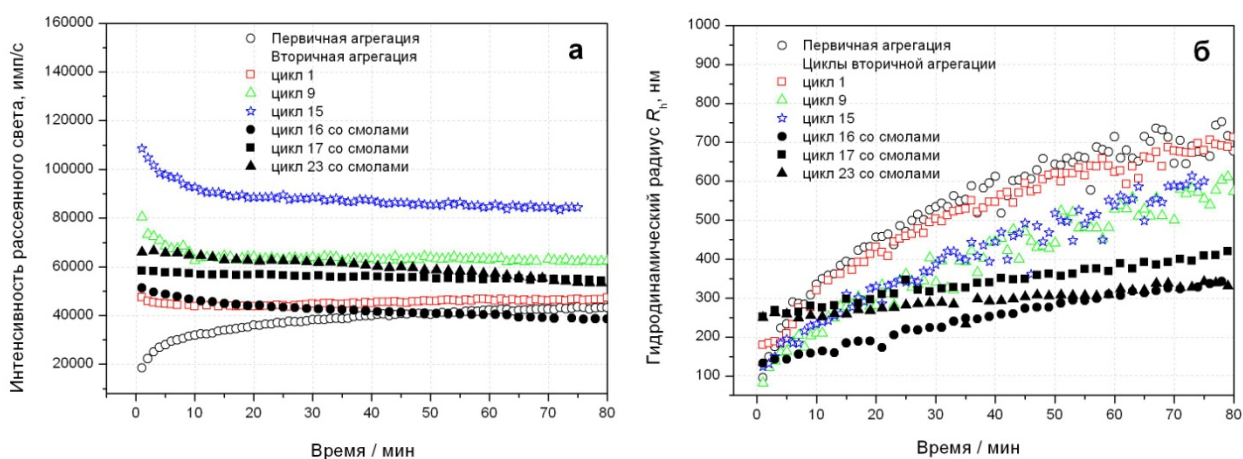 Интенсивность рассеянного света, имп/с
160000
140000
120000
100000
80000
60000
40000
20000
а
Первичная агрегация
Вторичная агрегация
цикл 1
цикл 9
цикл 15
цикл 16 со смолами
цикл 17 со смолами
цикл 23 со смолами
0 10 20 30 40 50 60 70 80
Время / мин
Гидродинамический радиус Rh, нм
1000
900
800
700
600
500
400
300
200
100
б
Первичная агрегация
Циклы вторичной агрегации
цикл 1
цикл 9
цикл 15
цикл 16 со смолами
цикл 17 со смолами
цикл 23 со смолами
0 10 20 30 40 50 60 70 80
Время / мин